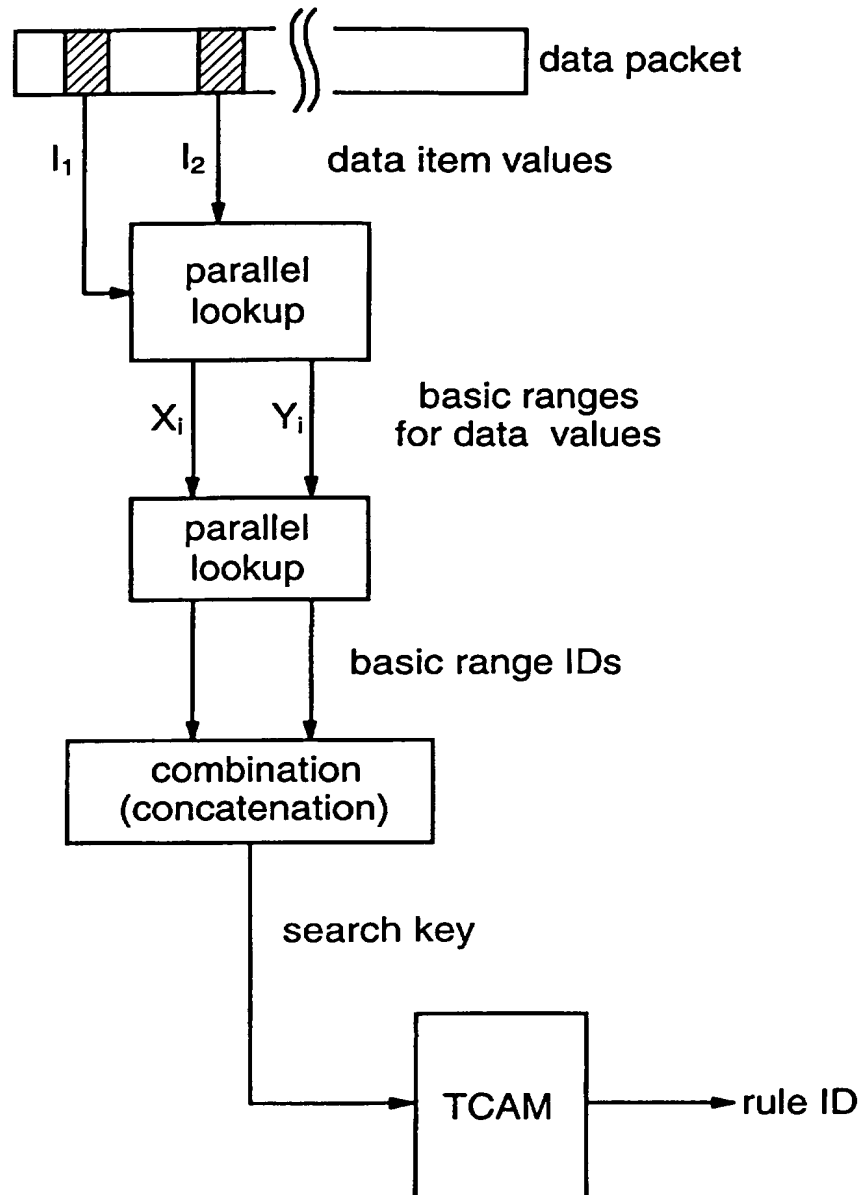 data packet
I₁
I₂
data item values
parallel
lookup
Xᵢ
Yᵢ
basic ranges
for data values
parallel
lookup
basic range IDs
combination
(concatenation)
search key
TCAM
rule ID